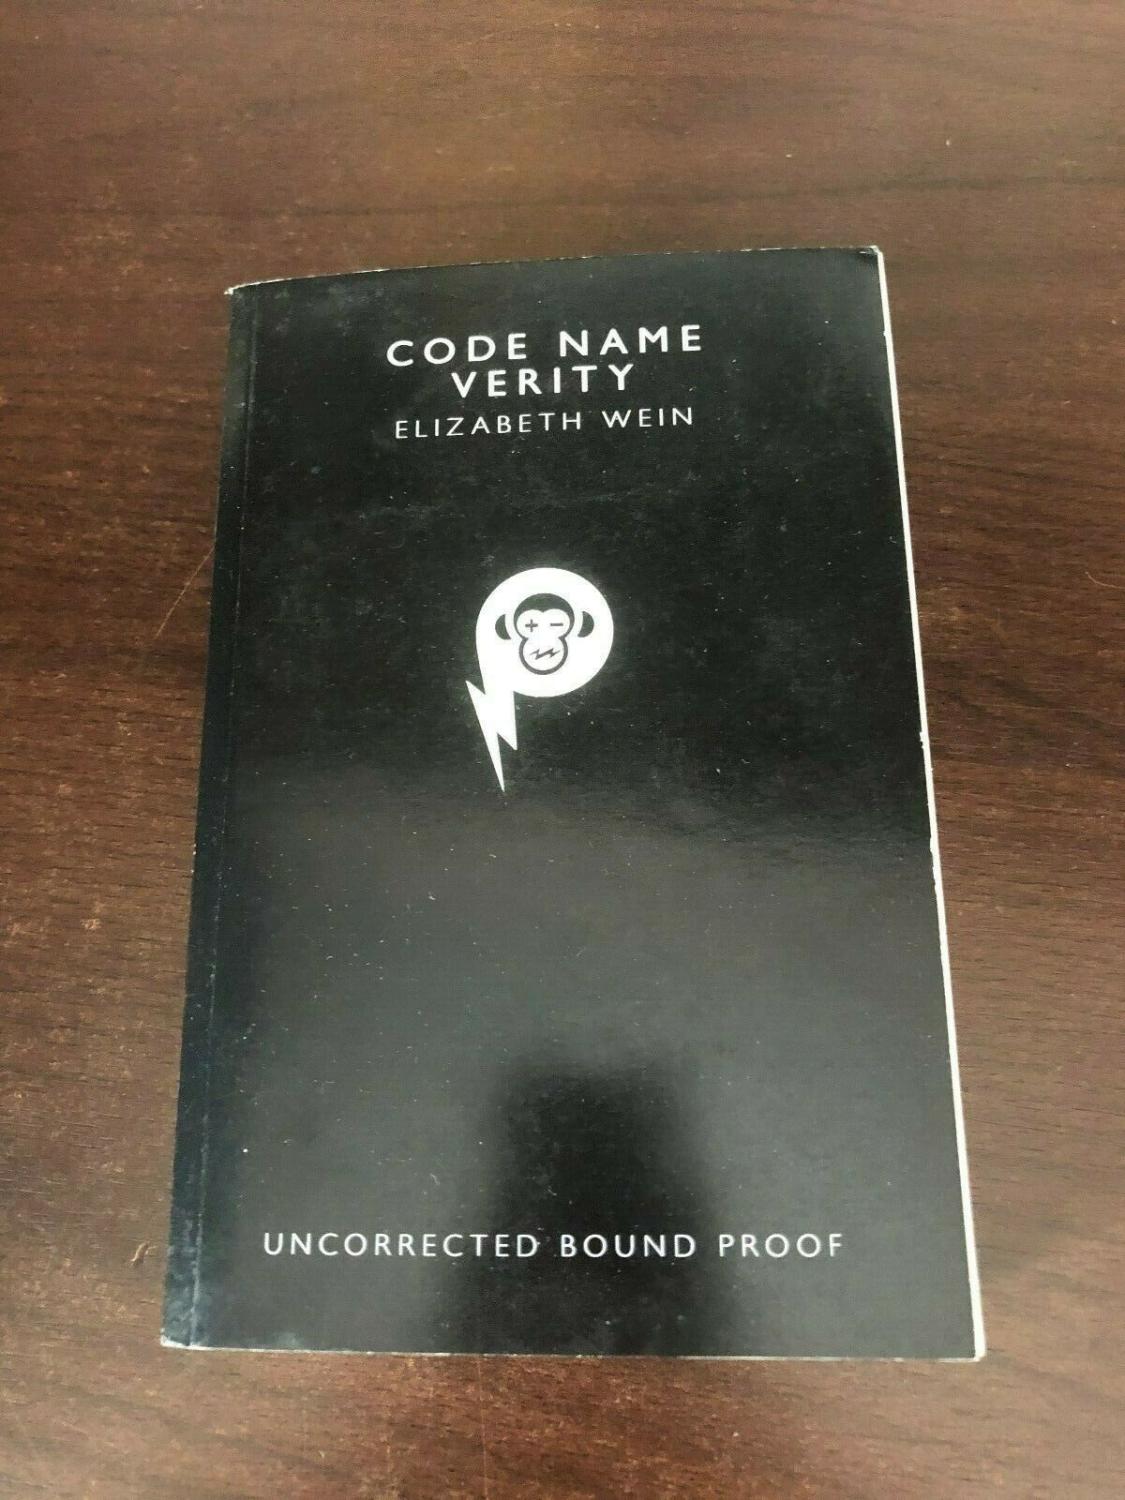 CODE NAME
VERITY
ELIZABETH WEIN
UNCORRECTED BOUND PROOF